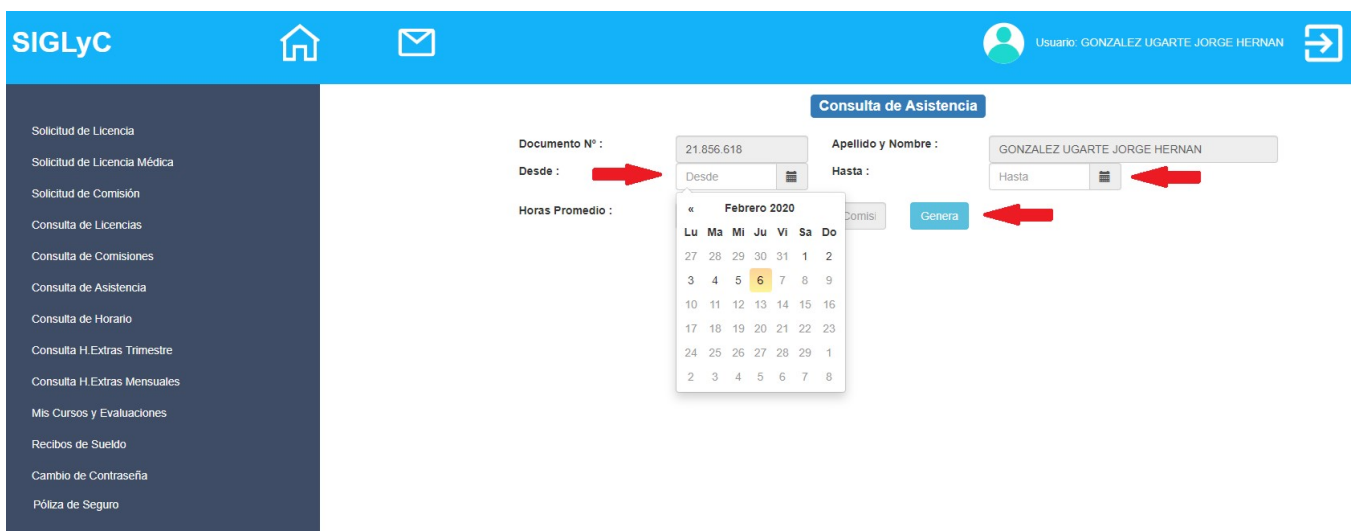 SIGLyC
Usuario: GONZALEZ UGARTE JORGE HERNAN
Solicitud de Licencia
Solicitud de Licencia Médica
Solicitud de Comisión
Consulta de Licencias
Consulta de Comisiones
Consulta de Asistencia
Consulta de Horario
Consulta H.Extras Trimestre
Consulta H.Extras Mensuales
Mis Cursos y Evaluaciones
Recibos de Sueldo
Cambio de Contraseña
Póliza de Seguro
Consulta de Asistencia
Documento Nº : 21.856.618 Apellido y Nombre : GONZALEZ UGARTE JORGE HERNAN
Desde : Desde Hasta : Hasta
Horas Promedio : Comisi Genera
« Febrero 2020
Lu Ma Mi Ju Vi Sa Do
27 28 29 30 31 1 2
3 4 5 6 7 8 9
10 11 12 13 14 15 16
17 18 19 20 21 22 23
24 25 26 27 28 29 1
2 3 4 5 6 7 8